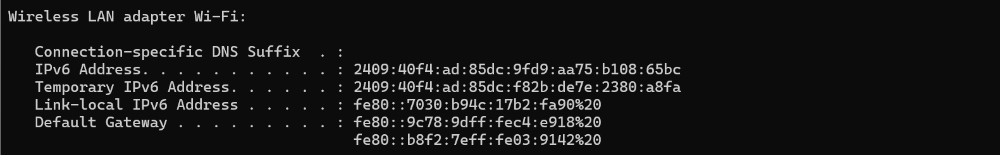 Wireless LAN adapter Wi-Fi:
Connection-specific DNS Suffix  . :
IPv6 Address. . . . . . . . . . . : 2409:40f4:ad:85dc:9fd9:aa75:b108:65bc
Temporary IPv6 Address. . . . . . : 2409:40f4:ad:85dc:f82b:de7e:2380:a8fa
Link-local IPv6 Address . . . . . : fe80::7030:b94c:17b2:fa90%20
Default Gateway . . . . . . . . . : fe80::9c78:9dff:fec4:e918%20
fe80::b8f2:7eff:fe03:9142%20